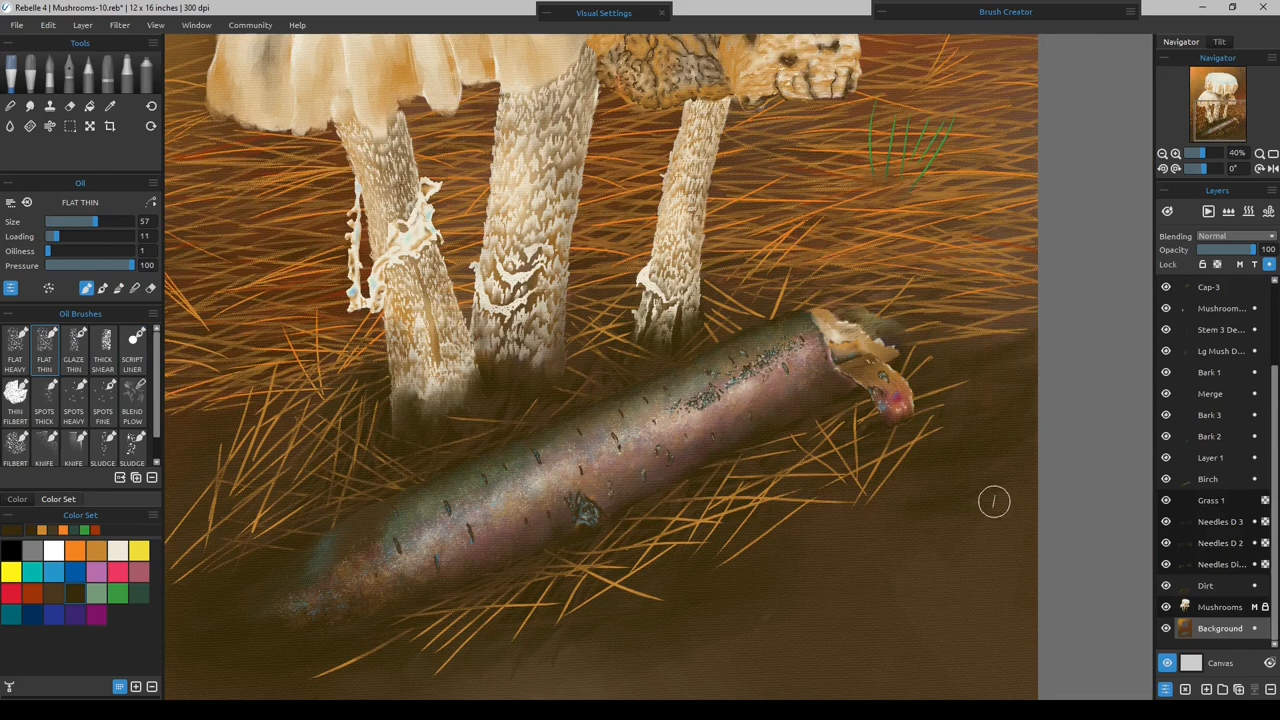 Rebelle 4 | Mushrooms-10.reb* | 12 x 16 inches | 300 dpi
Visual Settings
Brush Creator
File Edit Layer Filter View Window Community Help
Tools
Oil
FLAT THIN
Size 57
Loading 11
Oiliness 1
Pressure 100
Oil Brushes
FLAT HEAVY
FLAT THIN
GLAZE THIN
THICK SMEAR
SCRIPT LINER
THIN FILBERT
SPOTS THICK
SPOTS HEAVY
SPOTS FINE
BLEND PLOW
FILBERT KNIFE KNIFE SLUDGE SLUDGE
Color Color Set
Color Set
Navigator Tilt
Navigator
40%
0°
Layers
Blending Normal
Opacity 100
Lock M T
Cap-3
Mushroom...
Stem 3 De...
Lg Mush D...
Bark 1
Merge
Bark 3
Bark 2
Layer 1
Birch
Grass 1
Needles D 3
Needles D 2
Needles Di...
Dirt
Mushrooms M
Background
Canvas